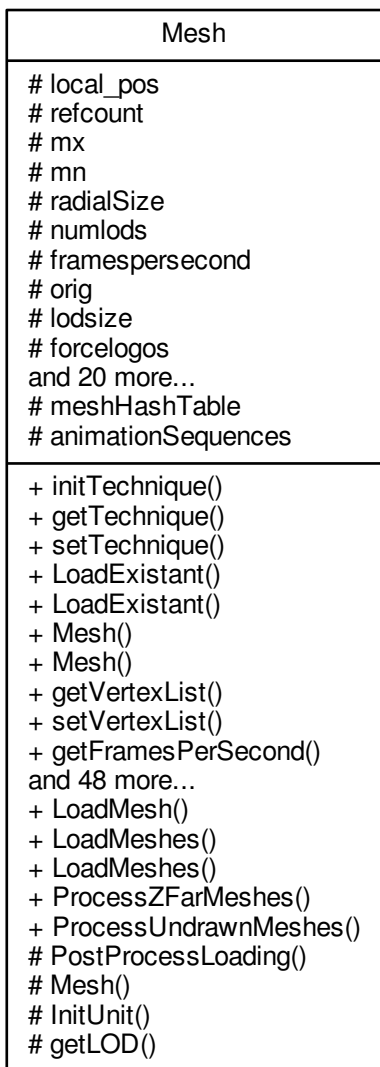 Mesh
# local_pos
# refcount
# mx
# mn
# radialSize
# numlods
# framespersecond
# orig
# lodsize
# forcelogos
and 20 more...
# meshHashTable
# animationSequences
+ initTechnique()
+ getTechnique()
+ setTechnique()
+ LoadExistant()
+ LoadExistant()
+ Mesh()
+ Mesh()
+ getVertexList()
+ setVertexList()
+ getFramesPerSecond()
and 48 more...
+ LoadMesh()
+ LoadMeshes()
+ LoadMeshes()
+ ProcessZFarMeshes()
+ ProcessUndrawnMeshes()
# PostProcessLoading()
# Mesh()
# InitUnit()
# getLOD()